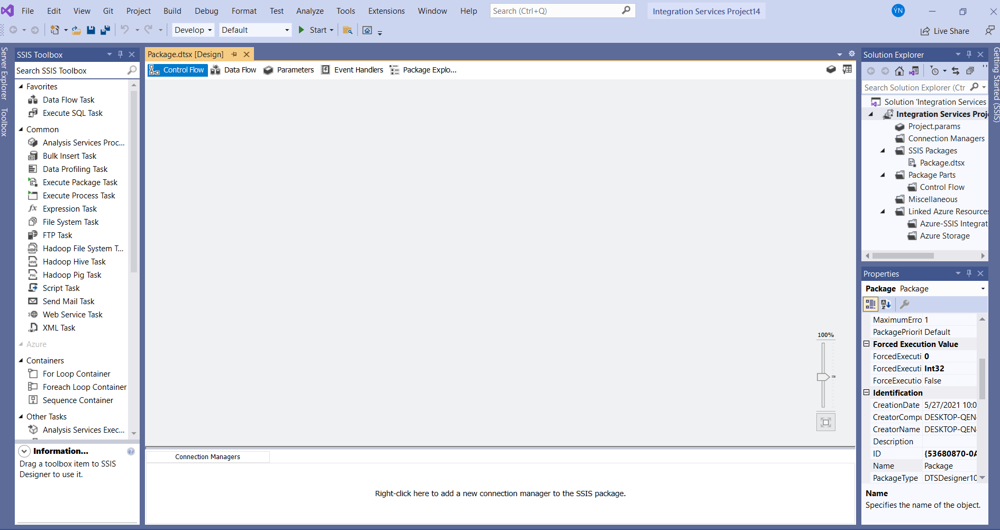 File Edit View Git Project Build Debug Format Test Analyze Tools Extensions Window Help Search (Ctrl+Q) Integration Services Project14 YN
Develop Default Start Live Share
Server Explorer
Toolbox
SSIS Toolbox
Search SSIS Toolbox
Favorites
Data Flow Task
Execute SQL Task
Common
Analysis Services Proc...
Bulk Insert Task
Data Profiling Task
Execute Package Task
Execute Process Task
Expression Task
File System Task
FTP Task
Hadoop File System T...
Hadoop Hive Task
Hadoop Pig Task
Script Task
Send Mail Task
Web Service Task
XML Task
Azure
Containers
For Loop Container
Foreach Loop Container
Sequence Container
Other Tasks
Analysis Services Exec...
Information...
Drag a toolbox item to SSIS
Designer to use it.
Package.dtsx [Design]
Control Flow Data Flow Parameters Event Handlers Package Explo...
100%
Connection Managers
Right-click here to add a new connection manager to the SSIS package.
Solution Explorer
Search Solution Explorer (Ctr
Solution 'Integration Services
Integration Services Proj
Project.params
Connection Managers
SSIS Packages
Package.dtsx
Package Parts
Control Flow
Miscellaneous
Linked Azure Resources
Azure-SSIS Integrat
Azure Storage
Properties
Package Package
MaximumErro 1
PackagePriorit Default
Forced Execution Value
ForcedExecuti 0
ForcedExecuti Int32
ForceExecutio False
Identification
CreationDate 5/27/2021 10:0
CreatorCompu DESKTOP-QEN
CreatorName DESKTOP-QEN
Description
ID {53680870-0A
Name Package
PackageType DTSDesigner10
Name
Specifies the name of the object.
Getting Started (SSIS)